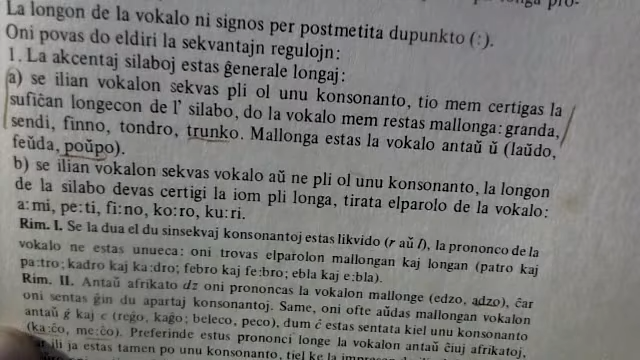 La longon de la vokalo ni signos per postmetita dupunkto (:).
Oni povas do eldiri la sekvantajn regulojn:
1. La akcentaj silaboj estas ĝenerale longaj:
a) se ilian vokalon sekvas pli ol unu konsonanto, tio mem certigas la
sufiĉan longecon de l' silabo, do la vokalo mem restas mallonga: granda,
sendi, finno, tondro, trunko. Mallonga estas la vokalo antaŭ ŭ (laŭdo,
feŭda, poŭpo).
b) se ilian vokalon sekvas vokalo aŭ ne pli ol unu konsonanto, la longon
de la silabo devas certigi la iom pli longa, tirata elparolo de la vokalo:
a:mi, pe:ti, fi:no, ko:ro, ku:ri.
Rim. I. Se la dua el du sinsekvaj konsonantoj estas likvido (r aŭ l), la prononco de la
vokalo ne estas unueca: oni trovas elparolon mallongan kaj longan (patro kaj
pa:tro; kadro kaj ka:dro; febro kaj fe:bro; ebla kaj e:bla).
Rim. II. Antaŭ afrikato dz oni prononcas la vokalon mallonge (edzo, adzo), ĉar
oni sentas ĝin du apartaj konsonantoj. Same, oni ofte aŭdas mallongan vokalon
antaŭ ĝ kaj c (reĝo, kaĝo; beleco, peco), dum ĉ estas sentata kiel unu konsonanto
(ka:ĉo, me:ĉo). Preferinde estus prononci longe la vokalon antaŭ ĉiuj afrikatoj,
ili ja estas tamen po unu konsonanto, tiel ke la